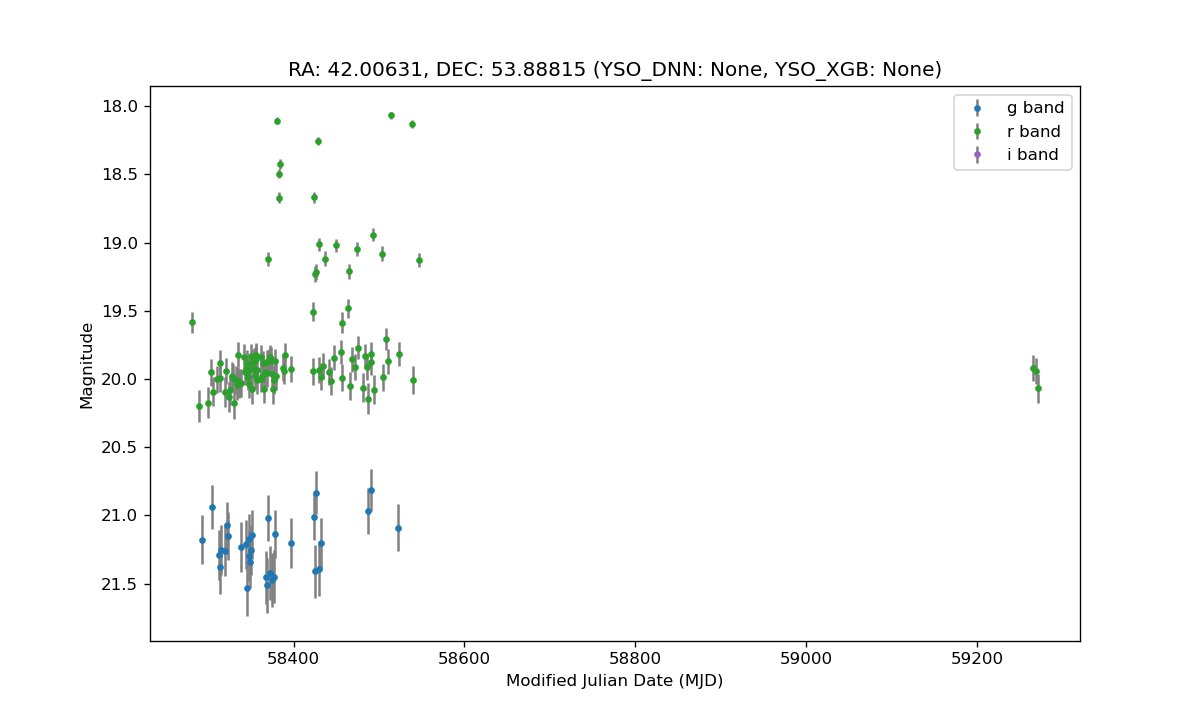 RA: 42.00631, DEC: 53.88815 (YSO_DNN: None, YSO_XGB: None)
g band
r band
i band
18.0
18.5
19.0
19.5
20.0
20.5
21.0
21.5
Magnitude
58400
58600
58800
59000
59200
Modified Julian Date (MJD)